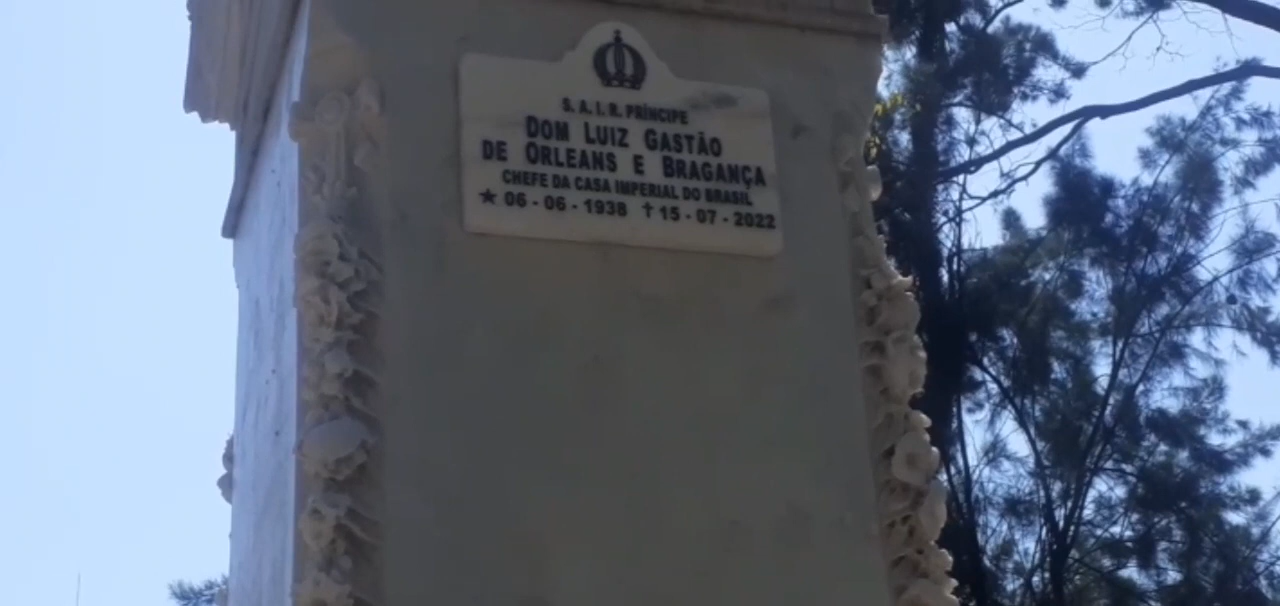 S. A. I. R. PRÍNCIPE
DOM LUIZ GASTÃO
DE ORLEANS E BRAGANÇA
CHEFE DA CASA IMPERIAL DO BRASIL
★ 06 - 06 - 1938 ✝ 15 - 07 - 2022